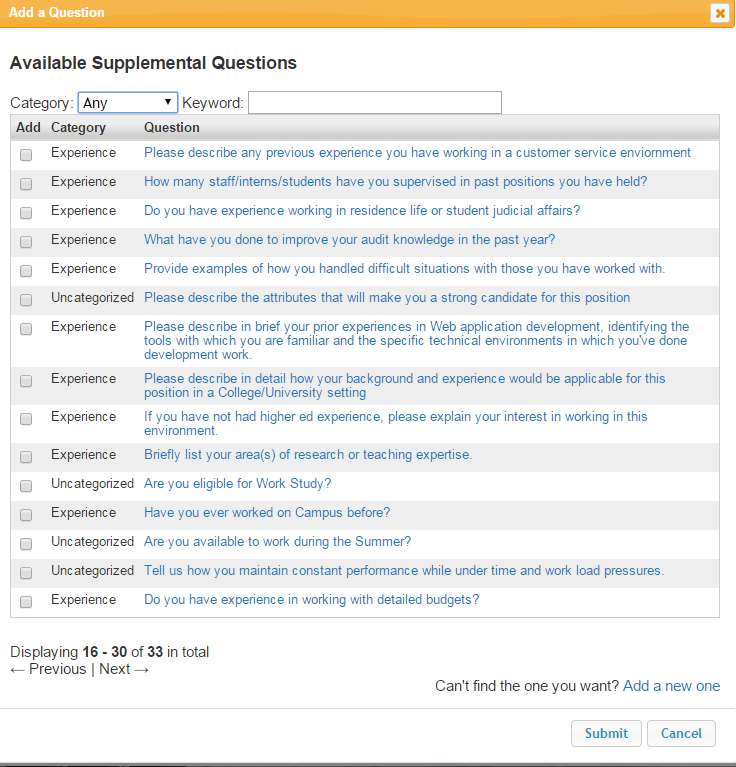 Add a Question
Available Supplemental Questions
Category: Any Keyword:
Add Category Question
Experience Please describe any previous experience you have working in a customer service enviornment
Experience How many staff/interns/students have you supervised in past positions you have held?
Experience Do you have experience working in residence life or student judicial affairs?
Experience What have you done to improve your audit knowledge in the past year?
Experience Provide examples of how you handled difficult situations with those you have worked with.
Uncategorized Please describe the attributes that will make you a strong candidate for this position
Experience Please describe in brief your prior experiences in Web application development, identifying the
tools with which you are familiar and the specific technical environments in which you've done
development work.
Experience Please describe in detail how your background and experience would be applicable for this
position in a College/University setting
Experience If you have not had higher ed experience, please explain your interest in working in this
environment.
Experience Briefly list your area(s) of research or teaching expertise.
Uncategorized Are you eligible for Work Study?
Experience Have you ever worked on Campus before?
Uncategorized Are you available to work during the Summer?
Uncategorized Tell us how you maintain constant performance while under time and work load pressures.
Experience Do you have experience in working with detailed budgets?
Displaying 16 - 30 of 33 in total
← Previous | Next →
Can't find the one you want? Add a new one
Submit Cancel